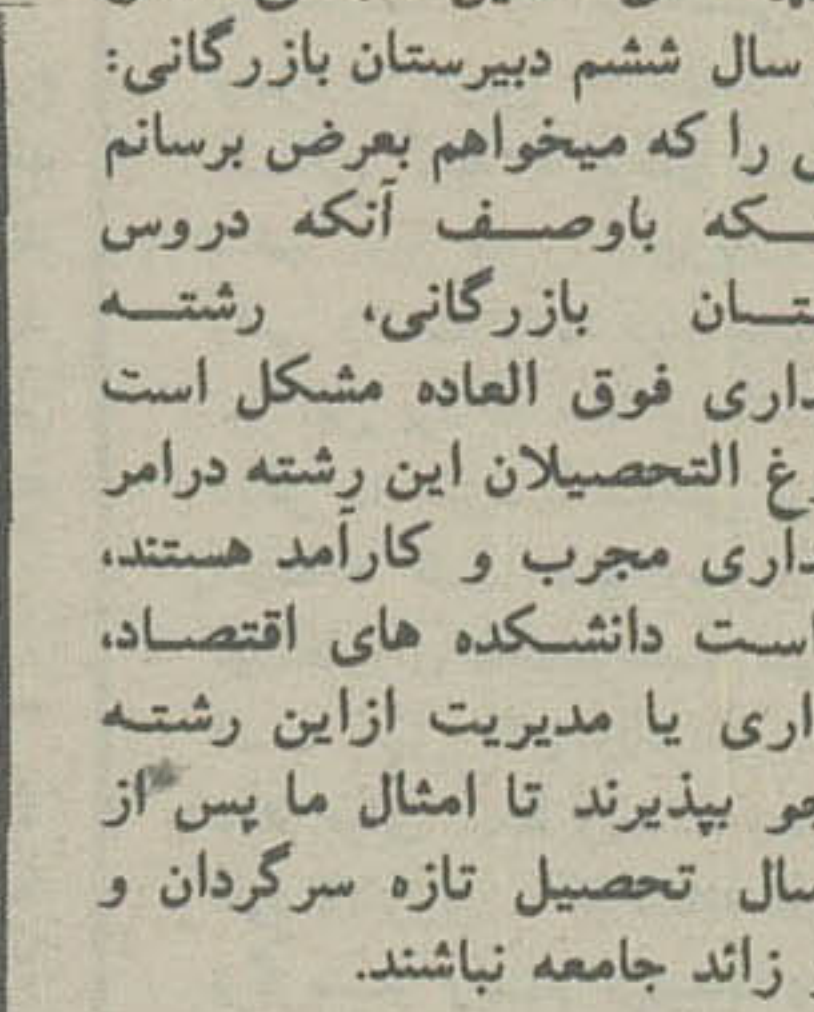 سال ششم دبیرستان بازرگانی:
را که میخواهم بعرض برسانم
باوصف آنکه دروس
بازرگانی، رشته
فوق العاده مشکل است
التحصیلان این رشته درامر
مجرب و کارآمد هستند،
دانشکده های اقتصاد،
یا مدیریت ازاین رشته
بپذیرند تا امثال ما پس از
تحصیل تازه سرگردان و
زائد جامعه نباشند.